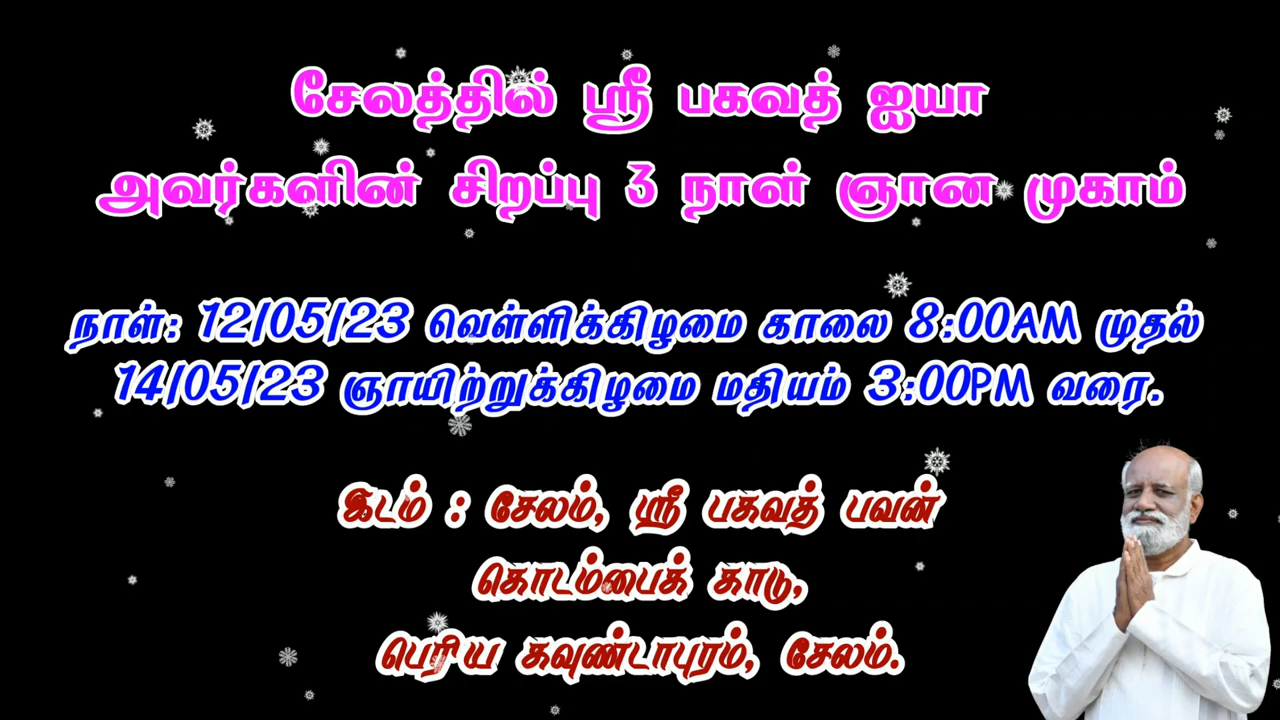 சேலத்தில் ஸ்ரீ பகவத் ஐயா
அவர்களின் சிறப்பு 3 நாள் ஞான முகாம்
நாள்: 12/05/23 வெள்ளிக்கிழமை காலை 8:00AM முதல்
14/05/23 ஞாயிற்றுக்கிழமை மதியம் 3:00PM வரை.
இடம் : சேலம், ஸ்ரீ பகவத் பவன்
கொடம்பைக் காடு,
பெரிய கவுண்டாபுரம், சேலம்.